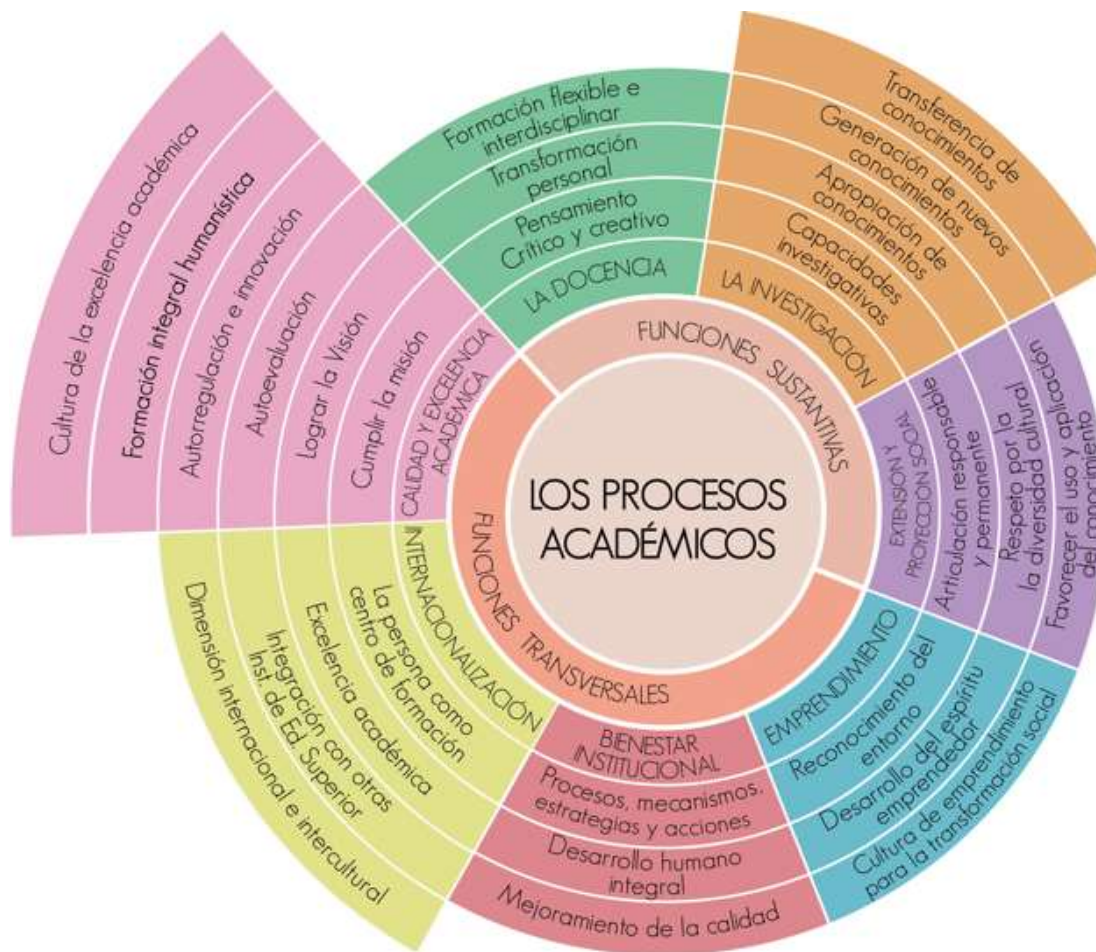 LOS PROCESOS
ACADÉMICOS
FUNCIONES SUSTANTIVAS
LA DOCENCIA
Pensamiento
Crítico y creativo
Transformación
personal
Formación flexible e
interdisciplinar
LA INVESTIGACIÓN
Capacidades
investigativas
Apropiación de
conocimientos
Generación de nuevos
conocimientos
Transferencia de
conocimientos
EXTENSIÓN Y
PROYECCIÓN SOCIAL
Articulación responsable
y permanente
Respeto por la
la diversidad cultural
Favorecer el uso y aplicación
del conocimiento
FUNCIONES TRANSVERSALES
EMPRENDIMIENTO
Reconocimiento del
entorno
Desarrollo del espíritu
emprendedor
Cultura de emprendimiento
para la transformación social
BIENESTAR
INSTITUCIONAL
Procesos, mecanismos,
estrategias y acciones
Desarrollo humano
integral
Mejoramiento de la calidad
INTERNACIONALIZACIÓN
La persona como
centro de formación
Excelencia académica
Integración con otras
Inst. de Ed. Superior
Dimensión internacional e intercultural
CALIDAD Y EXCELENCIA
ACADÉMICA
Cumplir la misión
Lograr la Visión
Autoevaluación
Autorregulación e innovación
Formación integral humanística
Cultura de la excelencia académica